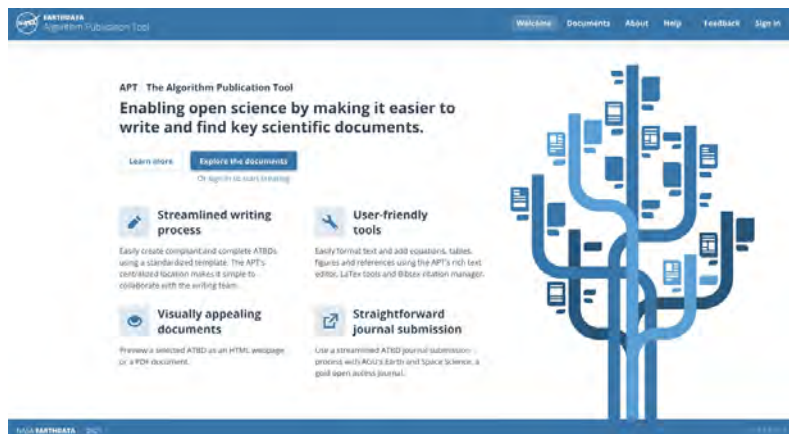 NASA
EARTHDATA
Algorithm Publication Tool
Welcome Documents About Help Feedback Sign in
APT The Algorithm Publication Tool
Enabling open science by making it easier to
write and find key scientific documents.
Learn more Explore the documents
Or sign in to start creating
Streamlined writing
process
Easily create compliant and complete ATBDs
using a standardized template. The APT's
centralized location makes it simple to
collaborate with the writing team.
User-friendly
tools
Easily format text and add equations, tables,
figures and references using the APT's rich text
editor, LaTex tools and Bibtex citation manager.
Visually appealing
documents
Preview a selected ATBD as an HTML webpage
or a PDF document.
Straightforward
journal submission
Use a streamlined ATBD journal submission
process with AGU's Earth and Space Science, a
gold open access journal.
NASA EARTHDATA 2021